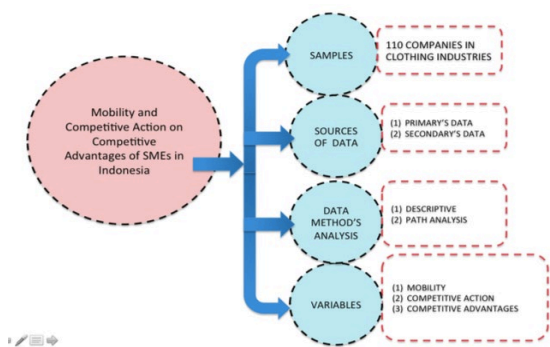 Mobility and
Competitive Action on
Competitive
Advantages of SMEs in
Indonesia
SAMPLES
110 COMPANIES IN
CLOTHING INDUSTRIES
SOURCES
OF DATA
(1) PRIMARY'S DATA
(2) SECONDARY'S DATA
DATA
METHOD'S
ANALYSIS
(1) DESCRIPTIVE
(2) PATH ANALYSIS
VARIABLES
(1) MOBILITY
(2) COMPETITIVE ACTION
(3) COMPETITIVE ADVANTAGES